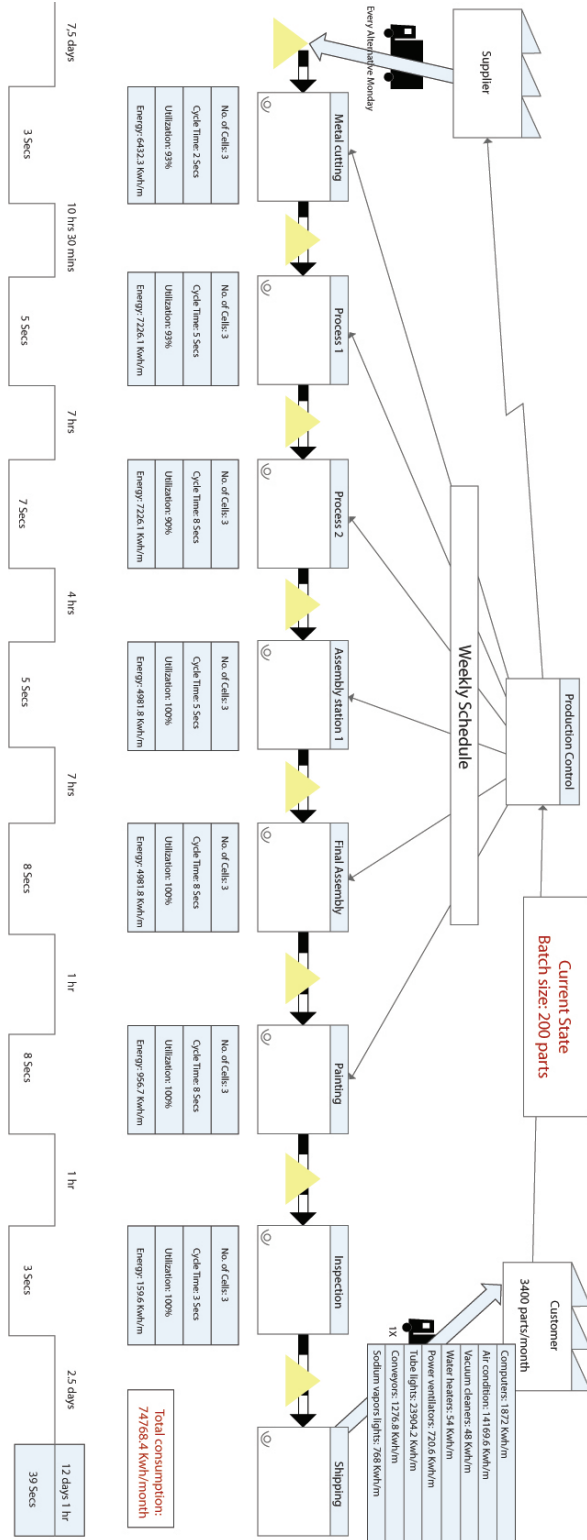 Supplier
Every Alternative Monday
Production Control
Current State
Batch size: 200 parts
Customer
3400 parts/month
1X
Computers: 1872 Kwh/m
Air condition: 14169.6 Kwh/m
Vacuum cleaners: 48 Kwh/m
Water heaters: 54 Kwh/m
Power ventilators: 720.6 Kwh/m
Tube lights: 23904.2 Kwh/m
Conveyors: 1276.8 Kwh/m
Sodium vapors lights: 768 Kwh/m
Weekly Schedule
Metal cutting
Process 1
Process 2
Assembly station 1
Final Assembly
Painting
Inspection
Shipping
No. of Cells: 3
Cycle Time: 2 Secs
Utilization: 93%
Energy: 6432.3 Kwh/m
No. of Cells: 3
Cycle Time: 5 Secs
Utilization: 93%
Energy: 7226.1 Kwh/m
No. of Cells: 3
Cycle Time: 8 Secs
Utilization: 90%
Energy: 7226.1 Kwh/m
No. of Cells: 3
Cycle Time: 5 Secs
Utilization: 100%
Energy: 4981.8 Kwh/m
No. of Cells: 3
Cycle Time: 8 Secs
Utilization: 100%
Energy: 4981.8 Kwh/m
No. of Cells: 3
Cycle Time: 8 Secs
Utilization: 100%
Energy: 956.7 Kwh/m
No. of Cells: 3
Cycle Time: 3 Secs
Utilization: 100%
Energy: 159.6 Kwh/m
Total consumption:
74768.4 Kwh/month
7,5 days
3 Secs
10 hrs 30 mins
5 Secs
7 hrs
7 Secs
4 hrs
5 Secs
7 hrs
8 Secs
1 hr
8 Secs
1 hr
3 Secs
2.5 days
12 days 1 hr
39 Secs